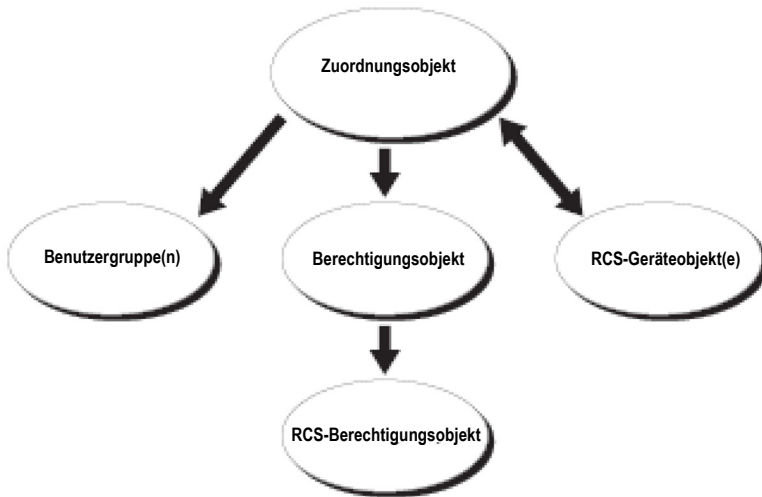 Zuordnungsobjekt
Benutzergruppe(n)
Berechtigungsobjekt
RCS-Geräteobjekt(e)
RCS-Berechtigungsobjekt